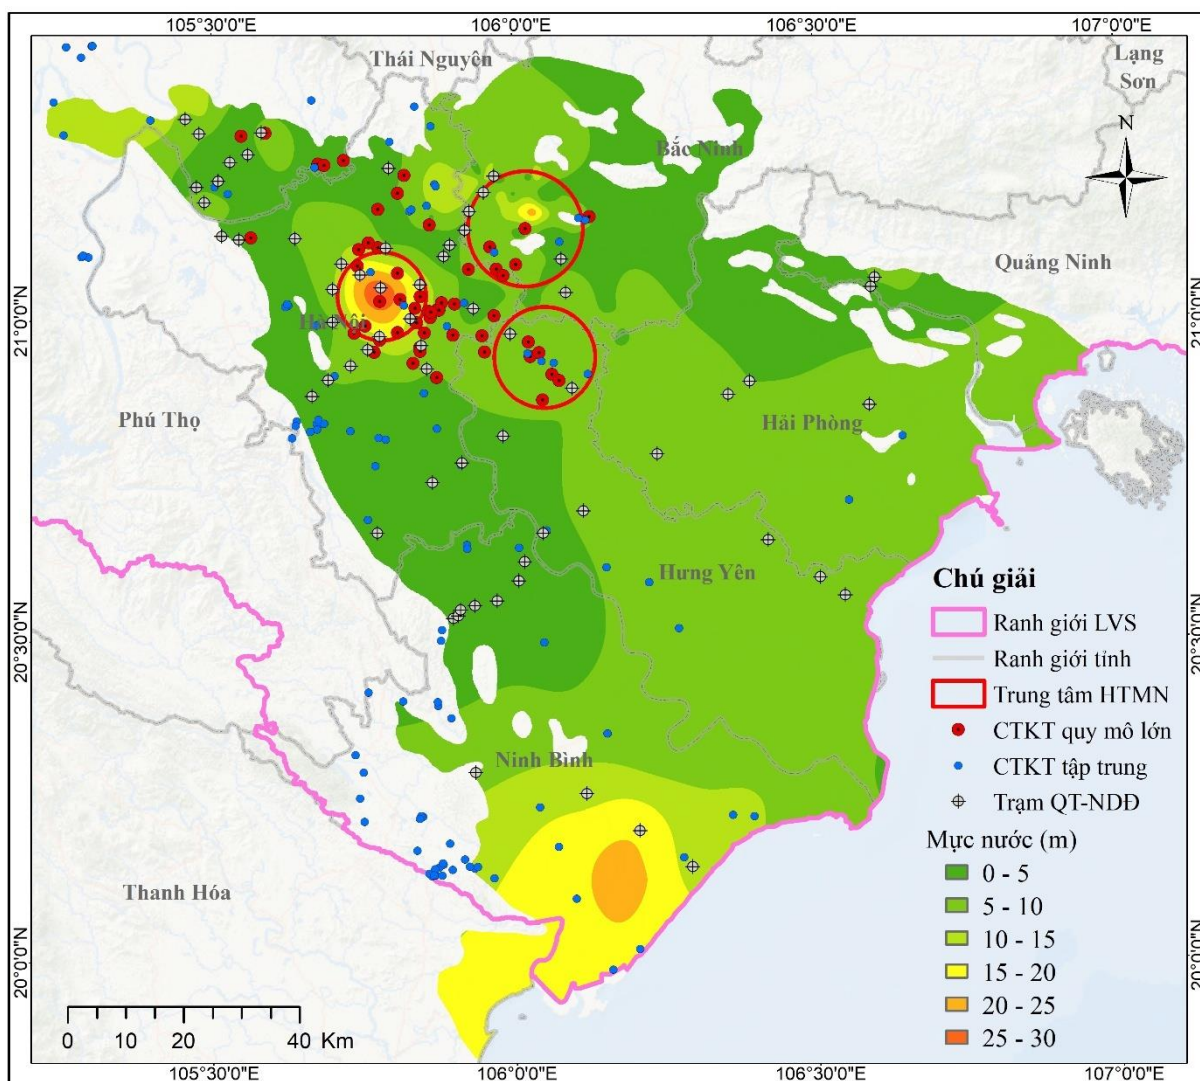 105°30'0"E 106°0'0"E 106°30'0"E 107°0'0"E
Thái Nguyên
Lạng
Sơn
N
Bắc Ninh
Quảng Ninh
21°0'0"N
21°0'0"N
Hà Nội
Phú Thọ
Hải Phòng
Hưng Yên
20°30'0"N
20°30'0"N
Ninh Bình
Thanh Hóa
20°0'0"N
20°0'0"N
Chú giải
Ranh giới LVS
Ranh giới tỉnh
Trung tâm HTMN
CTKT quy mô lớn
CTKT tập trung
Trạm QT-NDĐ
Mực nước (m)
0 - 5
5 - 10
10 - 15
15 - 20
20 - 25
25 - 30
0 10 20 40 Km
105°30'0"E 106°0'0"E 106°30'0"E 107°0'0"E